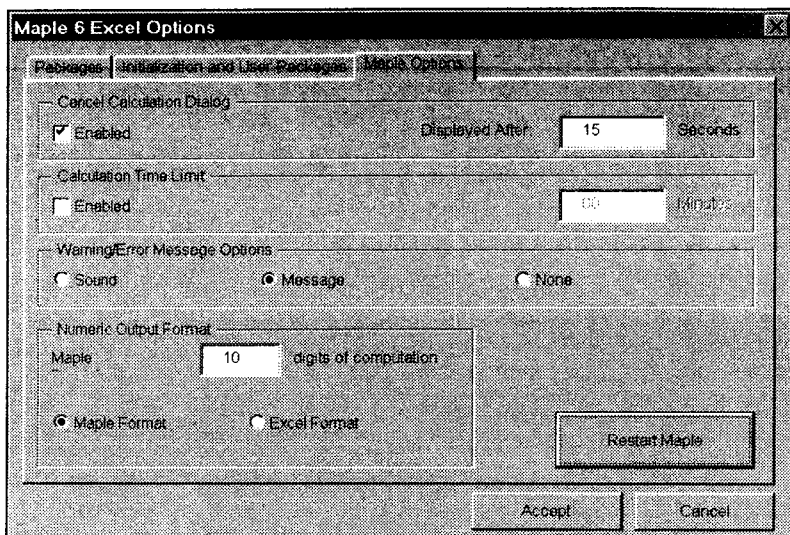 Maple 6 Excel Options
Packages Initialization and User Packages Maple Options
Cancel Calculation Dialog
Enabled Displayed After 15 Seconds
Calculation Time Limit
Enabled 60 Minutes
Warning/Error Message Options
Sound Message None
Numeric Output Format
Maple 10 digits of computation
Maple Format Excel Format
Restart Maple
Accept Cancel